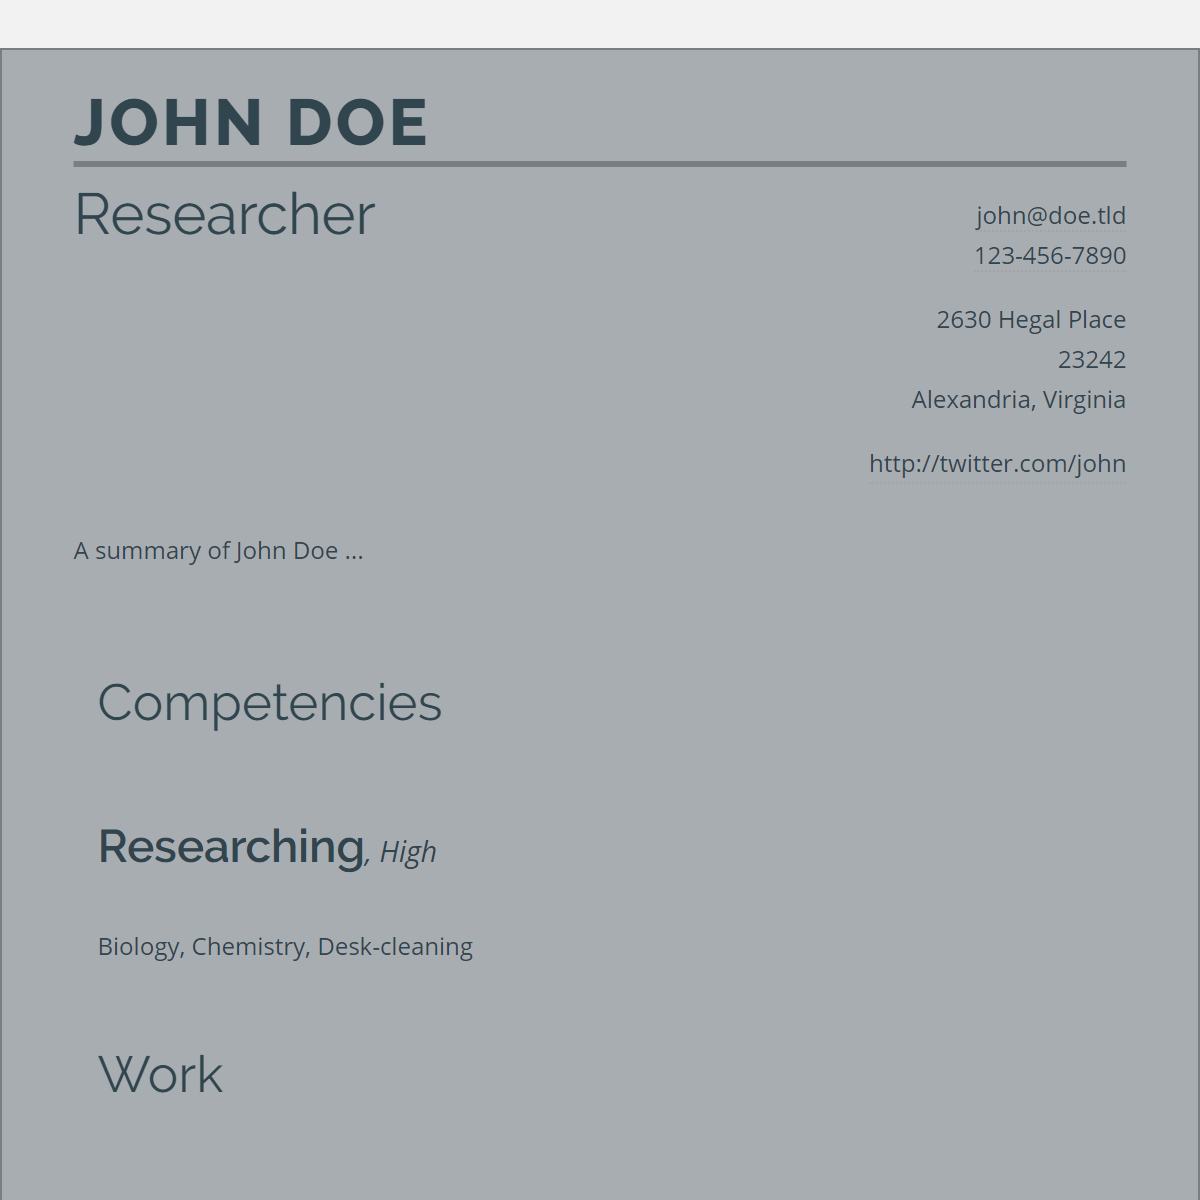 JOHN DOE
Researcher
john@doe.tld
123-456-7890
2630 Hegal Place
23242
Alexandria, Virginia
http://twitter.com/john
A summary of John Doe ...
Competencies
Researching, High
Biology, Chemistry, Desk-cleaning
Work